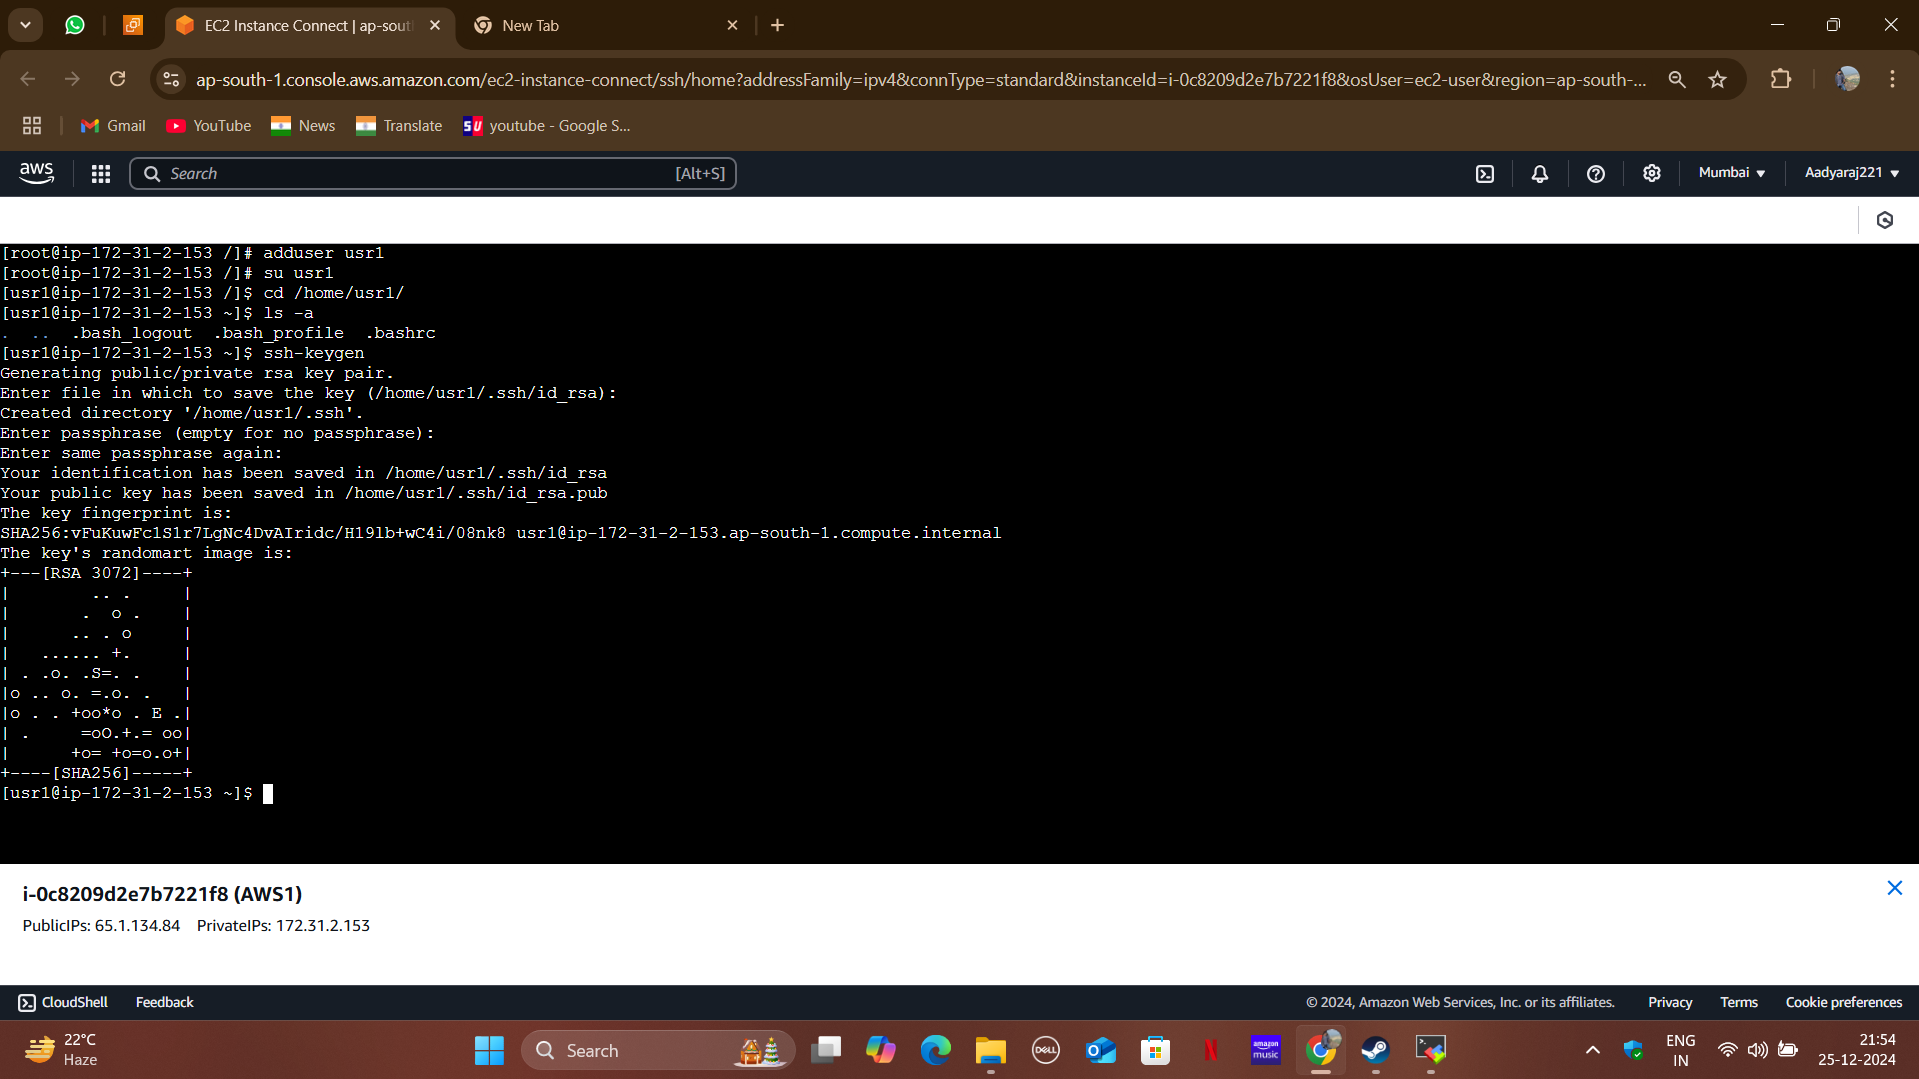 EC2 Instance Connect | ap-sout
New Tab
ap-south-1.console.aws.amazon.com/ec2-instance-connect/ssh/home?addressFamily=ipv4&connType=standard&instanceId=i-0c8209d2e7b7221f8&osUser=ec2-user&region=ap-south-...
Gmail YouTube News Translate SU youtube - Google S...
aws Search [Alt+S] Mumbai Aadyaraj221
[root@ip-172-31-2-153 /]# adduser usr1
[root@ip-172-31-2-153 /]# su usr1
[usr1@ip-172-31-2-153 /]$ cd /home/usr1/
[usr1@ip-172-31-2-153 ~]$ ls -a
.  ..  .bash_logout  .bash_profile  .bashrc
[usr1@ip-172-31-2-153 ~]$ ssh-keygen
Generating public/private rsa key pair.
Enter file in which to save the key (/home/usr1/.ssh/id_rsa):
Created directory '/home/usr1/.ssh'.
Enter passphrase (empty for no passphrase):
Enter same passphrase again:
Your identification has been saved in /home/usr1/.ssh/id_rsa
Your public key has been saved in /home/usr1/.ssh/id_rsa.pub
The key fingerprint is:
SHA256:vFuKuwFc1S1r7LgNc4DvAIridc/H19lb+wC4i/08nk8 usr1@ip-172-31-2-153.ap-south-1.compute.internal
The key's randomart image is:
+---[RSA 3072]----+
|        .. .     |
|       .  o .    |
|      .. . o     |
|   ...... +.     |
| . .o. .S=. .    |
|o .. o. =.o. .   |
|o . . +oo*o . E .|
| .     =oO.+.= oo|
|      +o= +o=o.o+|
+----[SHA256]-----+
[usr1@ip-172-31-2-153 ~]$
i-0c8209d2e7b7221f8 (AWS1)
PublicIPs: 65.1.134.84 PrivateIPs: 172.31.2.153
CloudShell Feedback © 2024, Amazon Web Services, Inc. or its affiliates. Privacy Terms Cookie preferences
22°C
Haze
Search
DELL
amazon music
ENG
IN
21:54
25-12-2024